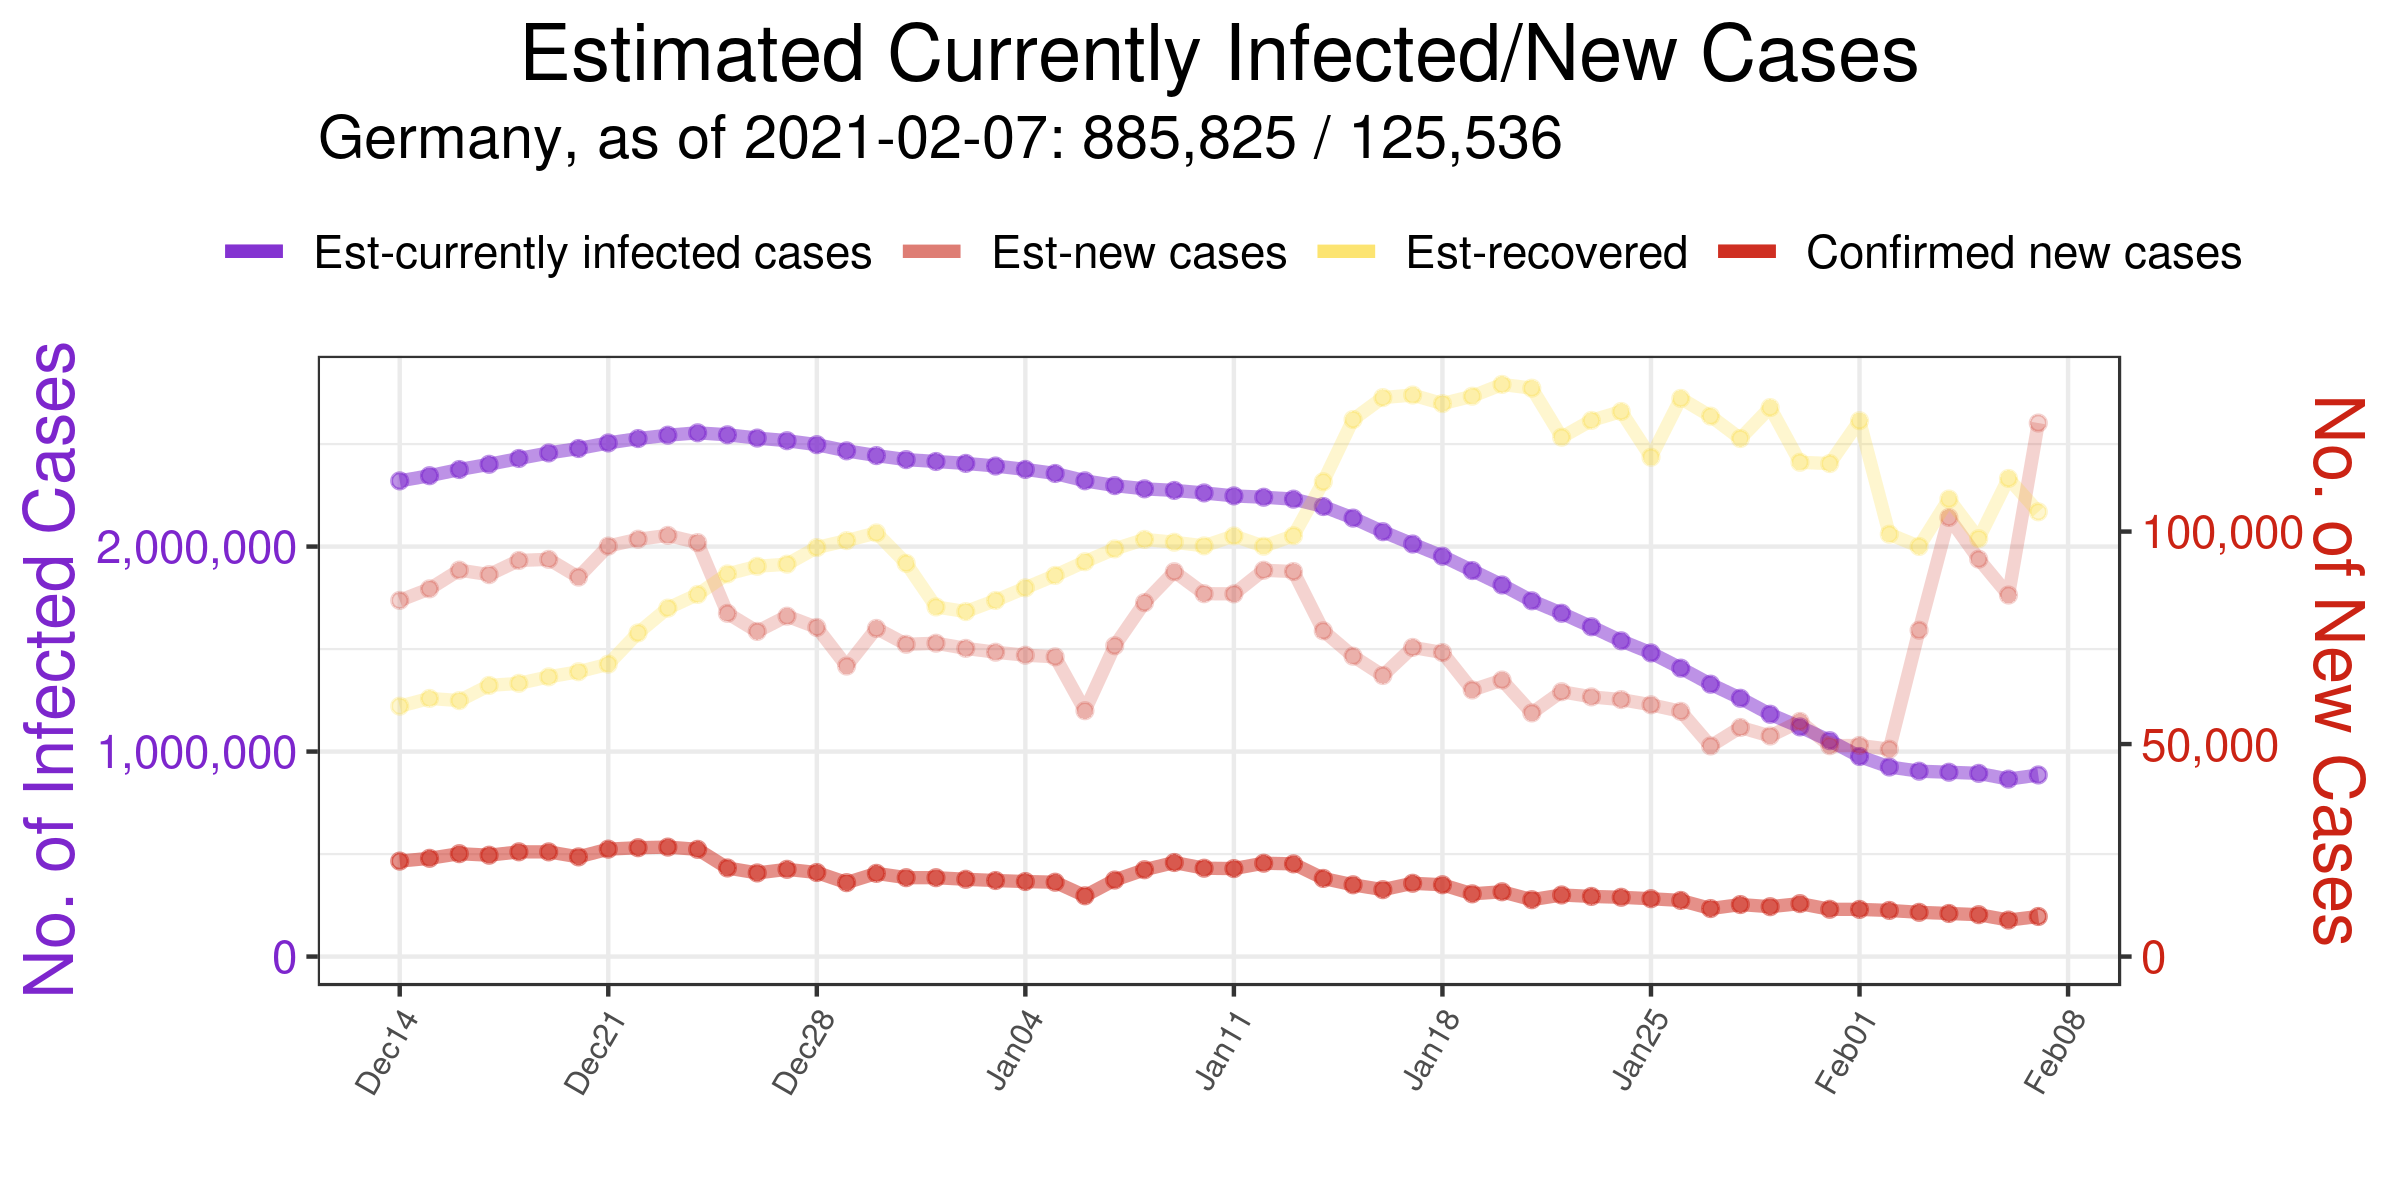 Estimated Currently Infected/New Cases
Germany, as of 2021-02-07: 885,825 / 125,536
Est-currently infected cases Est-new cases Est-recovered Confirmed new cases
No. of Infected Cases
2,000,000
1,000,000
0
100,000
50,000
0
No. of New Cases
Dec14 Dec21 Dec28 Jan04 Jan11 Jan18 Jan25 Feb01 Feb08